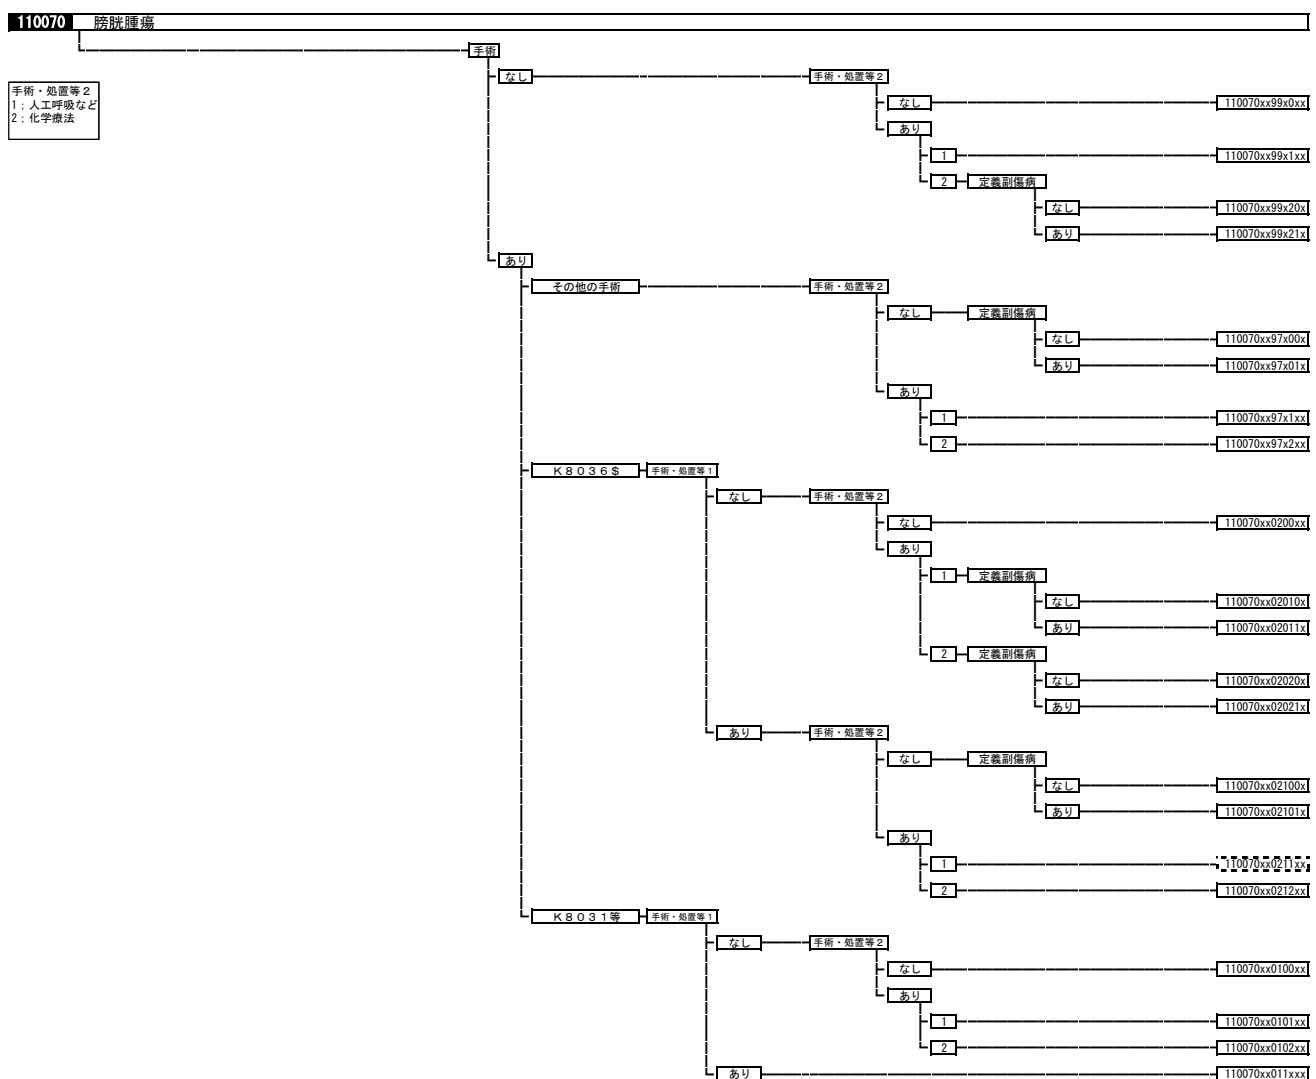 110070 膀胱腫瘍
手術
手術・処置等2
1:人工呼吸など
2:化学療法
なし 手術・処置等2
なし 110070xx99x0xx
あり
1 110070xx99x1xx
2 定義副傷病
なし 110070xx99x20x
あり 110070xx99x21x
あり
その他の手術 手術・処置等2
なし 定義副傷病
なし 110070xx97x00x
あり 110070xx97x01x
あり
1 110070xx97x1xx
2 110070xx97x2xx
K8036$ 手術・処置等1
なし 手術・処置等2
なし 110070xx0200xx
あり
1 定義副傷病
なし 110070xx02010x
あり 110070xx02011x
2 定義副傷病
なし 110070xx02020x
あり 110070xx02021x
あり 手術・処置等2
なし 定義副傷病
なし 110070xx02100x
あり 110070xx02101x
あり
1 110070xx0211xx
2 110070xx0212xx
K8031等 手術・処置等1
なし 手術・処置等2
なし 110070xx0100xx
あり
1 110070xx0101xx
2 110070xx0102xx
あり 110070xx011xxx